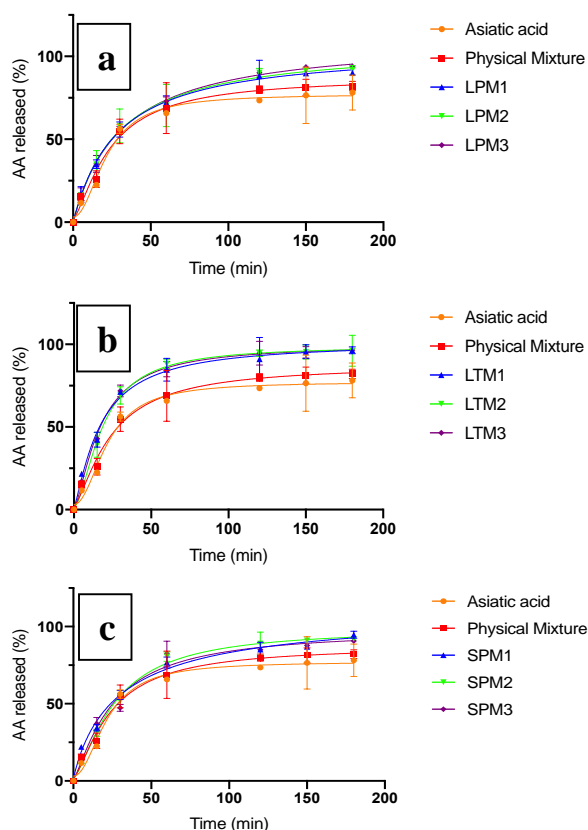 a
AA released (%)
100
75
50
25
0
0
50
100
150
200
Time (min)
Asiatic acid
Physical Mixture
LPM1
LPM2
LPM3
b
AA released (%)
100
50
0
0
50
100
150
200
Time (min)
Asiatic acid
Physical Mixture
LTM1
LTM2
LTM3
c
AA released (%)
100
50
0
0
50
100
150
200
Time (min)
Asiatic acid
Physical Mixture
SPM1
SPM2
SPM3